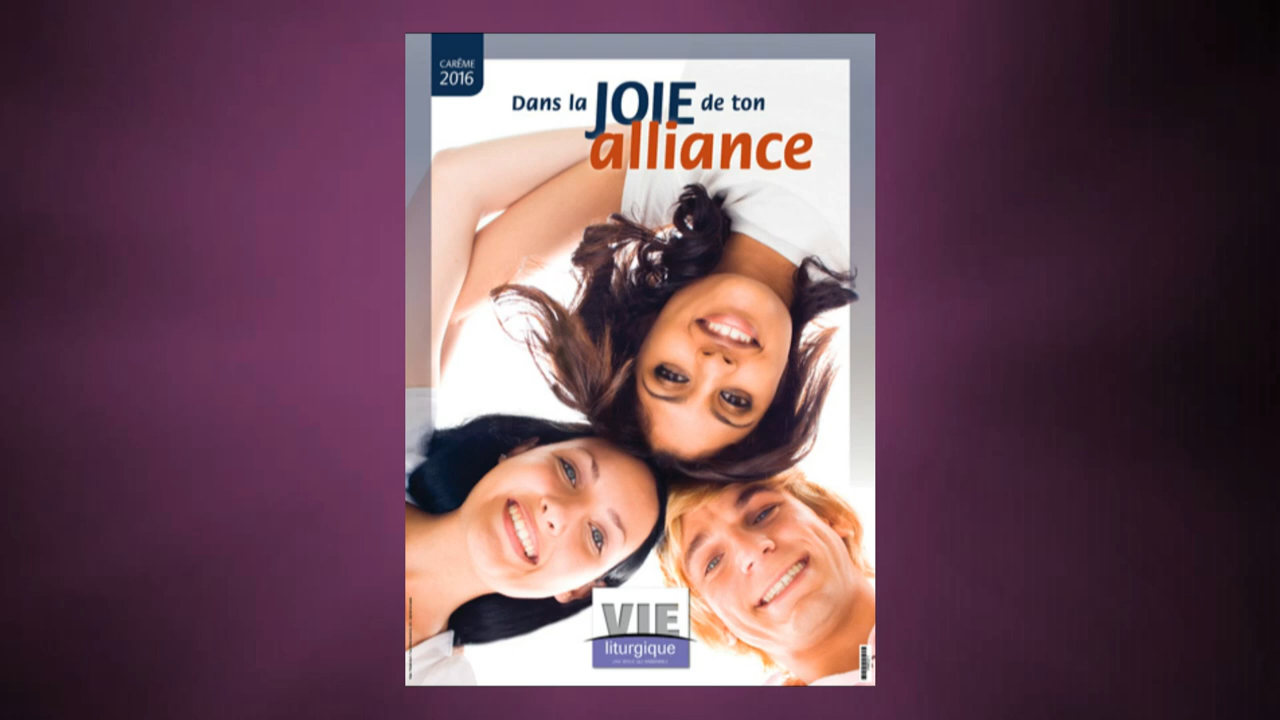 CARÊME
2016
Dans la JOIE de ton
alliance
VIE
liturgique